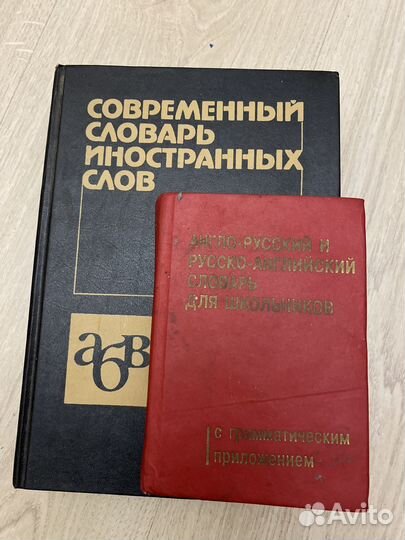 СОВРЕМЕННЫЙ
СЛОВАРЬ
ИНОСТРАННЫХ
СЛОВ
абв
АНГЛО-РУССКИЙ И
РУССКО-АНГЛИЙСКИЙ
СЛОВАРЬ
ДЛЯ ШКОЛЬНИКОВ
с грамматическим
приложением
Avito